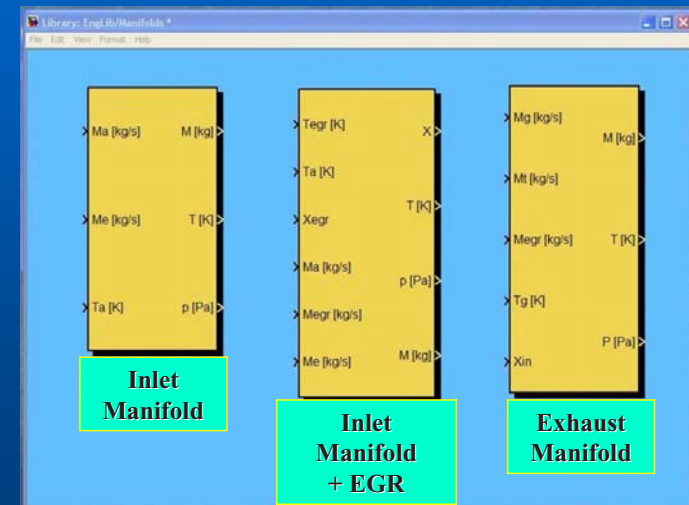 Library: EngLib/Manifolds *
File Edit View Format Help
Ma [kg/s]
Me [kg/s]
Ta [K]
M [kg]
T [K]
p [Pa]
Inlet
Manifold
Tegr [K]
Ta [K]
Xegr
Ma [kg/s]
Megr [kg/s]
Me [kg/s]
X
T [K]
p [Pa]
M [kg]
Inlet
Manifold
+ EGR
Mg [kg/s]
Mt [kg/s]
Megr [kg/s]
Tg [K]
Xin
M [kg]
T [K]
P [Pa]
Exhaust
Manifold